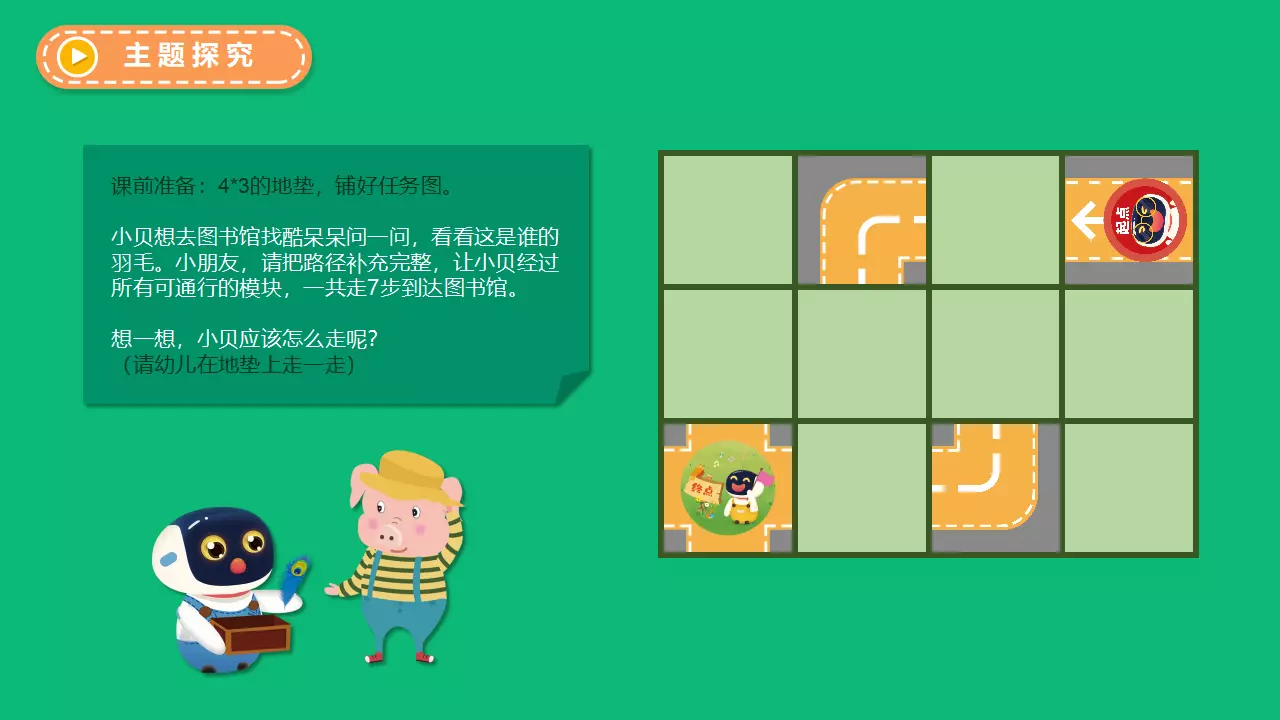 主题探究
课前准备：4*3的地垫，铺好任务图。
小贝想去图书馆找酷呆呆问一问，看看这是谁的
羽毛。小朋友，请把路径补充完整，让小贝经过
所有可通行的模块，一共走7步到达图书馆。
想一想，小贝应该怎么走呢？
（请幼儿在地垫上走一走）
起点
终点